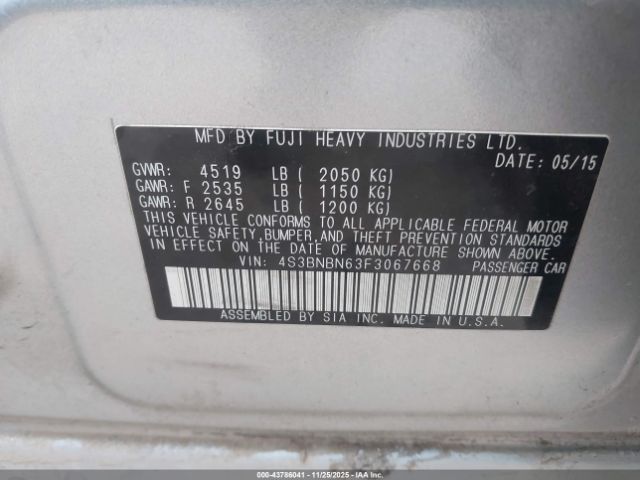 MFD BY FUJI HEAVY INDUSTRIES LTD.
DATE: 05/15
GVWR: 4519 LB ( 2050 KG)
GAWR: F 2535 LB ( 1150 KG)
GAWR: R 2645 LB ( 1200 KG)
THIS VEHICLE CONFORMS TO ALL APPLICABLE FEDERAL MOTOR
VEHICLE SAFETY, BUMPER, AND THEFT PREVENTION STANDARDS
IN EFFECT ON THE DATE OF MANUFACTURE SHOWN ABOVE.
VIN: 4S3BNBN63F3067668 PASSENGER CAR
ASSEMBLED BY SIA INC. MADE IN U.S.A.
000-43786041 - 11/25/2025 - IAA Inc.